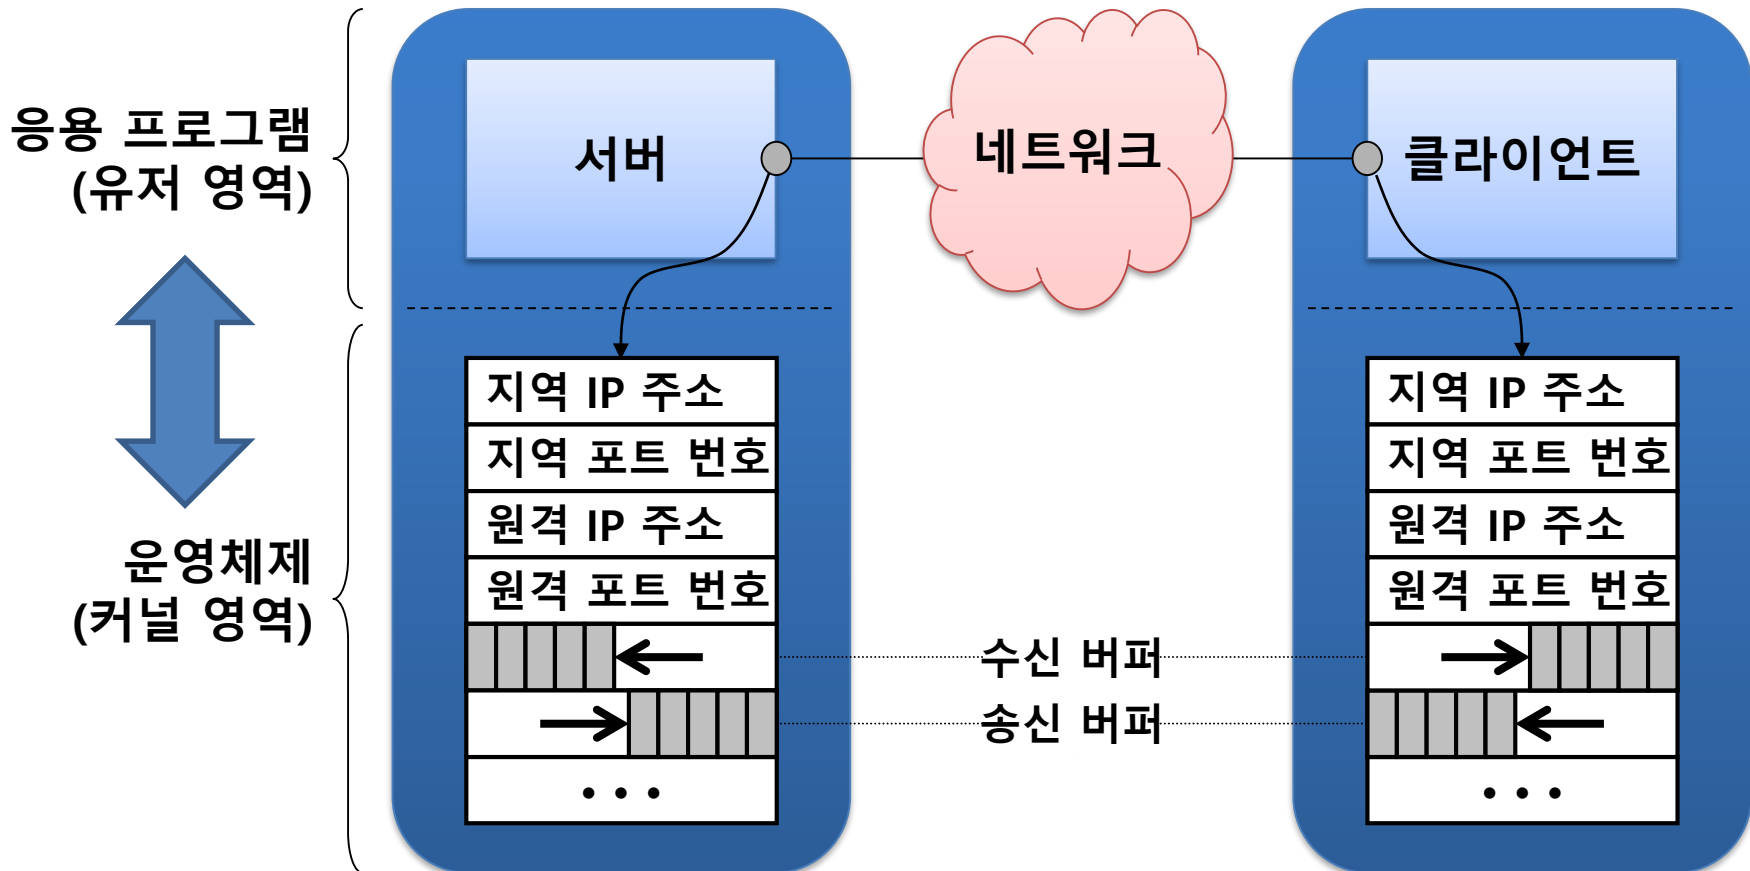 응용 프로그램
(유저 영역)
서버
네트워크
클라이언트
운영체제
(커널 영역)
지역 IP 주소
지역 포트 번호
원격 IP 주소
원격 포트 번호
• • •
수신 버퍼
송신 버퍼
지역 IP 주소
지역 포트 번호
원격 IP 주소
원격 포트 번호
• • •